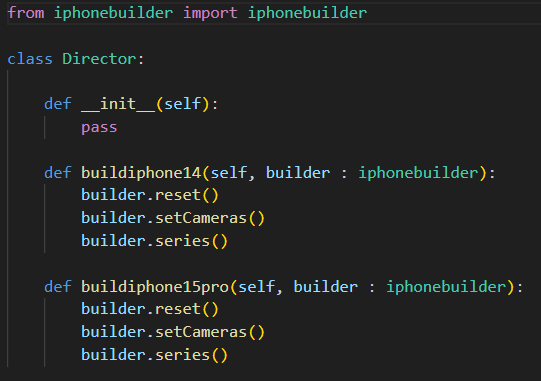 from iphonebuilder import iphonebuilder
class Director:
    def __init__(self):
        pass
    def buildiphone14(self, builder : iphonebuilder):
        builder.reset()
        builder.setCameras()
        builder.series()
    def buildiphone15pro(self, builder : iphonebuilder):
        builder.reset()
        builder.setCameras()
        builder.series()